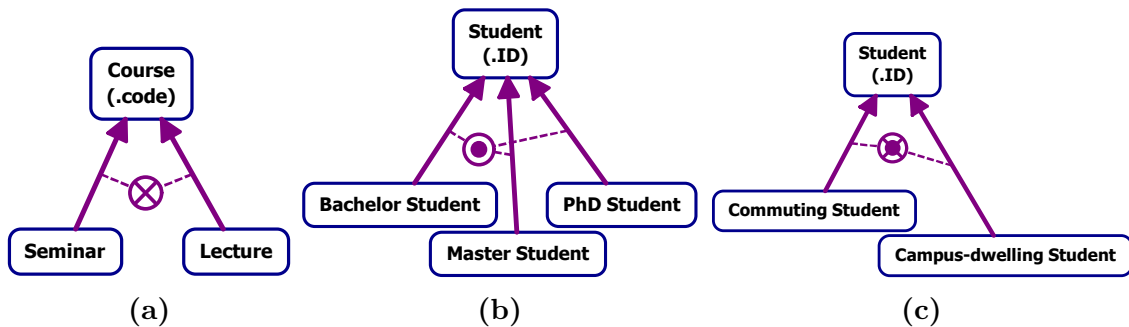 Course
(.code)
Seminar
Lecture
(a)
Student
(.ID)
Bachelor Student
PhD Student
Master Student
(b)
Student
(.ID)
Commuting Student
Campus-dwelling Student
(c)